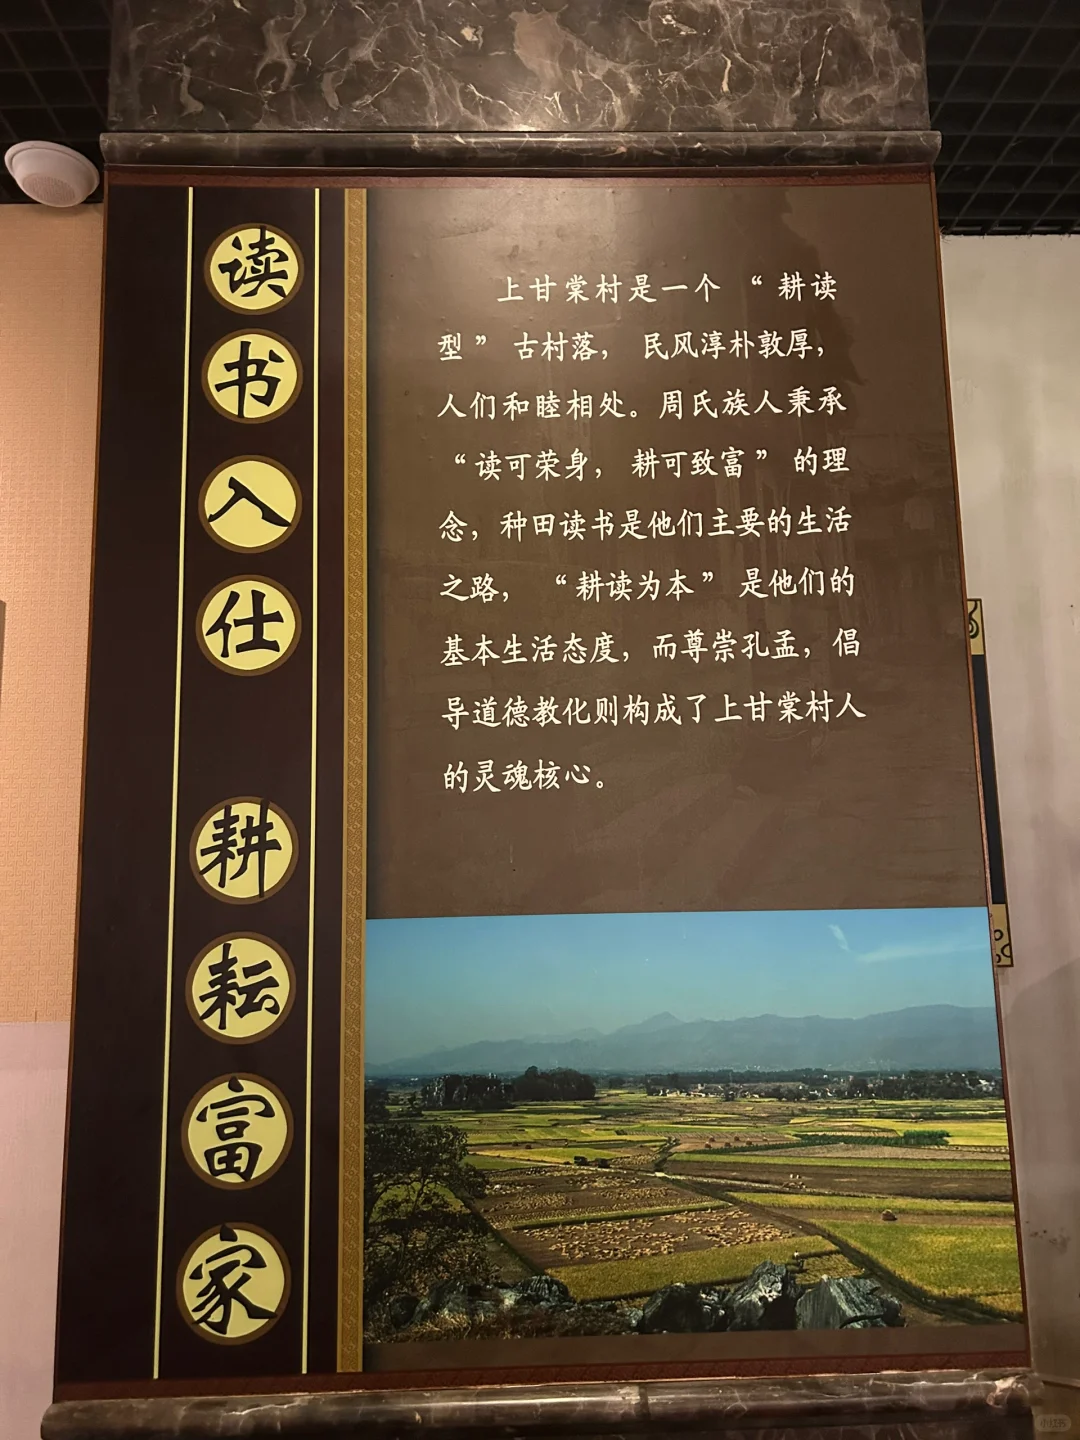 读书入仕 耕耘富家
上甘棠村是一个 “耕读
型” 古村落， 民风淳朴敦厚，
人们和睦相处。周氏族人秉承
“读可荣身， 耕可致富” 的理
念，种田读书是他们主要的生活
之路， “耕读为本” 是他们的
基本生活态度，而尊崇孔孟，倡
导道德教化则构成了上甘棠村人
的灵魂核心。
小红书